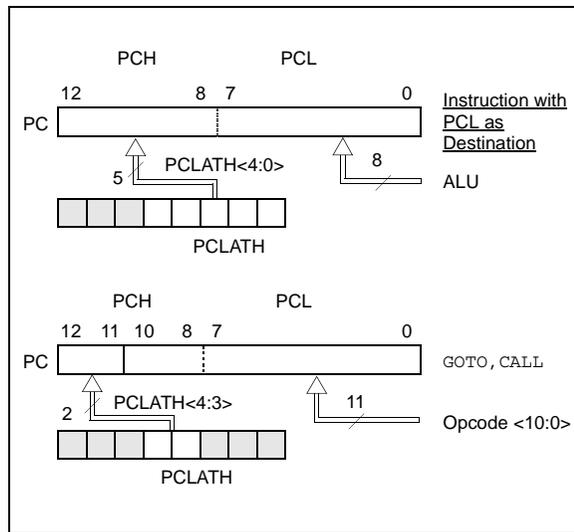 PCH PCL
12 8 7 0
Instruction with
PCL as
Destination
PC
5 PCLATH<4:0> 8
ALU
PCLATH
PCH PCL
12 11 10 8 7 0
PC GOTO, CALL
2 PCLATH<4:3> 11
Opcode <10:0>
PCLATH